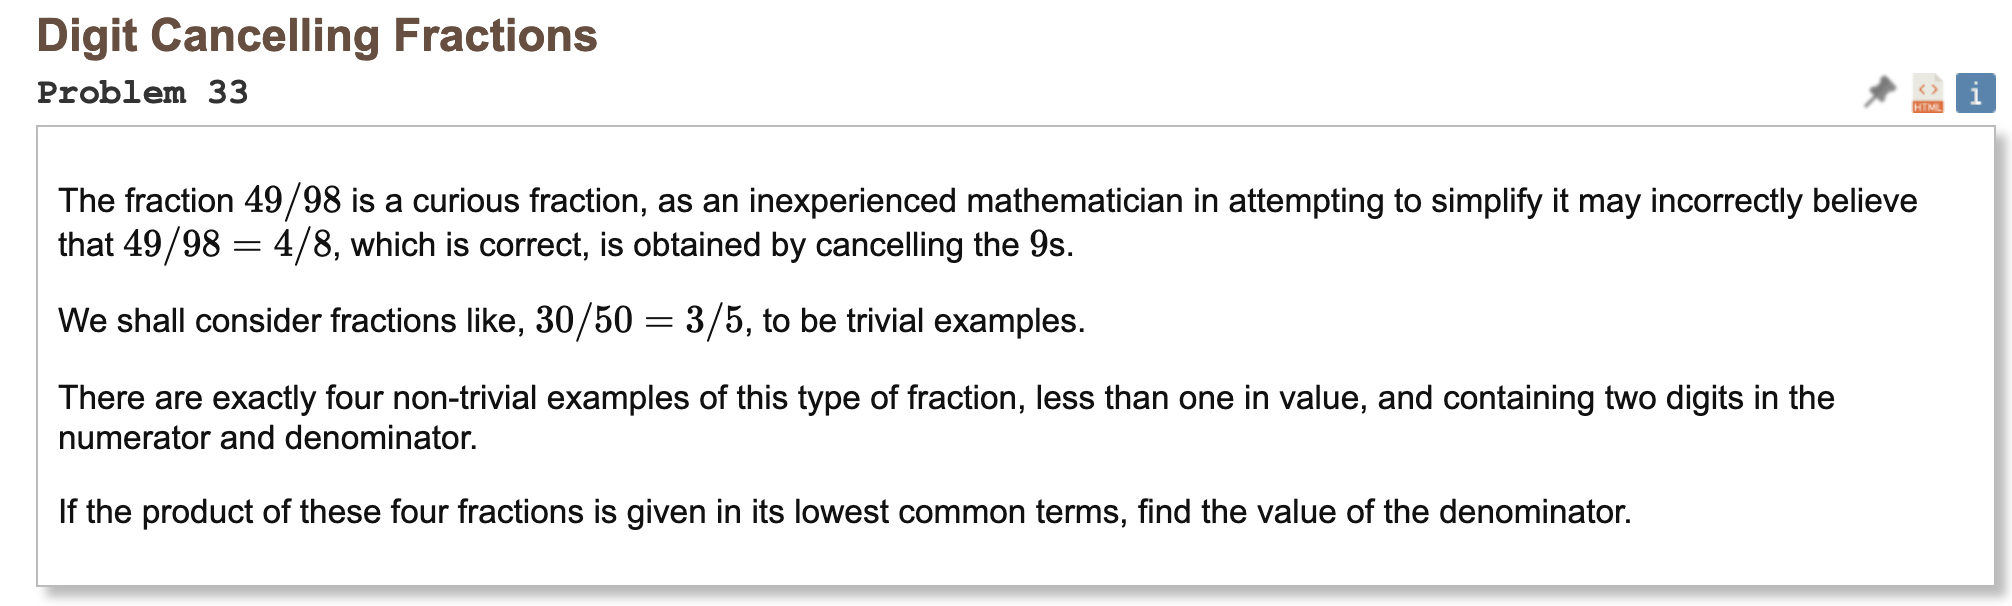 Digit Cancelling Fractions
Problem 33
HTML
i
The fraction 49/98 is a curious fraction, as an inexperienced mathematician in attempting to simplify it may incorrectly believe
that 49/98 = 4/8, which is correct, is obtained by cancelling the 9s.
We shall consider fractions like, 30/50 = 3/5, to be trivial examples.
There are exactly four non-trivial examples of this type of fraction, less than one in value, and containing two digits in the
numerator and denominator.
If the product of these four fractions is given in its lowest common terms, find the value of the denominator.